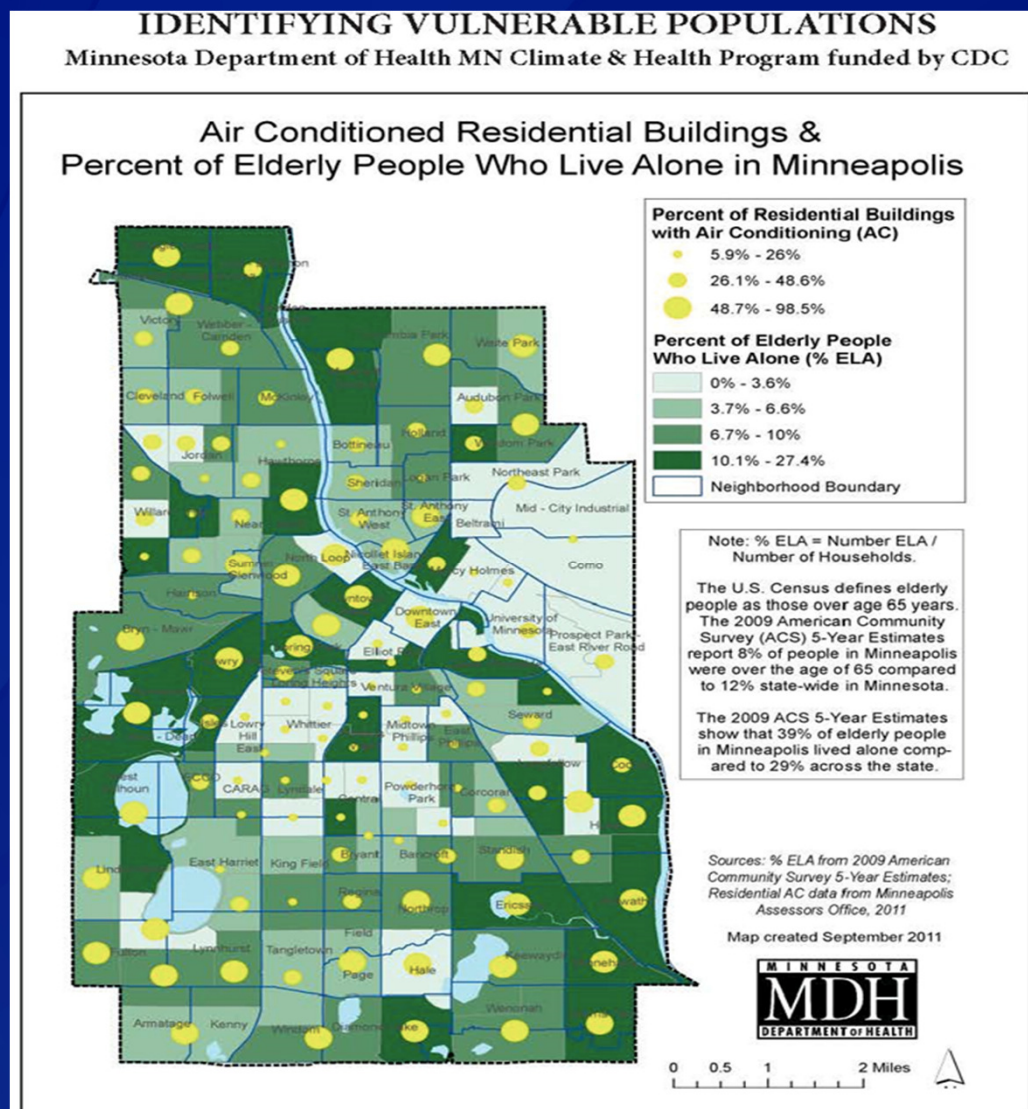 IDENTIFYING VULNERABLE POPULATIONS
Minnesota Department of Health MN Climate & Health Program funded by CDC
Air Conditioned Residential Buildings &
Percent of Elderly People Who Live Alone in Minneapolis
Percent of Residential Buildings
with Air Conditioning (AC)
5.9% - 26%
26.1% - 48.6%
48.7% - 98.5%
Percent of Elderly People
Who Live Alone (% ELA)
0% - 3.6%
3.7% - 6.6%
6.7% - 10%
10.1% - 27.4%
Neighborhood Boundary
Note: % ELA = Number ELA /
Number of Households.
The U.S. Census defines elderly
people as those over age 65 years.
The 2009 American Community
Survey (ACS) 5-Year Estimates
report 8% of people in Minneapolis
were over the age of 65 compared
to 12% state-wide in Minnesota.
The 2009 ACS 5-Year Estimates
show that 39% of elderly people
in Minneapolis lived alone comp-
ared to 29% across the state.
Sources: % ELA from 2009 American
Community Survey 5-Year Estimates;
Residential AC data from Minneapolis
Assessors Office, 2011
Map created September 2011
MINNESOTA
MDH
DEPARTMENT OF HEALTH
0 0.5 1 2 Miles
Victory
Webber -
Camden
Waite Park
Cleveland
Folwell
McKinley
Audubon Park
Holland
Bottineau
Jordan
Hawthorne
Northeast Park
Sheridan
Logan Park
Mid - City Industrial
St. Anthony
West
St. Anthony
East
Beltrami
Como
North Loop
Nicollet Island
Sumner
Glenwood
Harrison
Bryn - Mawr
Downtown
East
University of
Minnesota
Prospect Park -
East River Road
Ventura Village
Lowry
Hill
East
Whittier
Midtown
Phillips
East
Phillips
Seward
CARAG
Lyndale
Central
Powderhorn
Park
Corcoran
East Harriet
King Field
Bryant
Bancroft
Standish
Regina
Northrop
Field
Lynnhurst
Tangletown
Page
Hale
Fulton
Wenonah
Armatage
Kenny
Windom